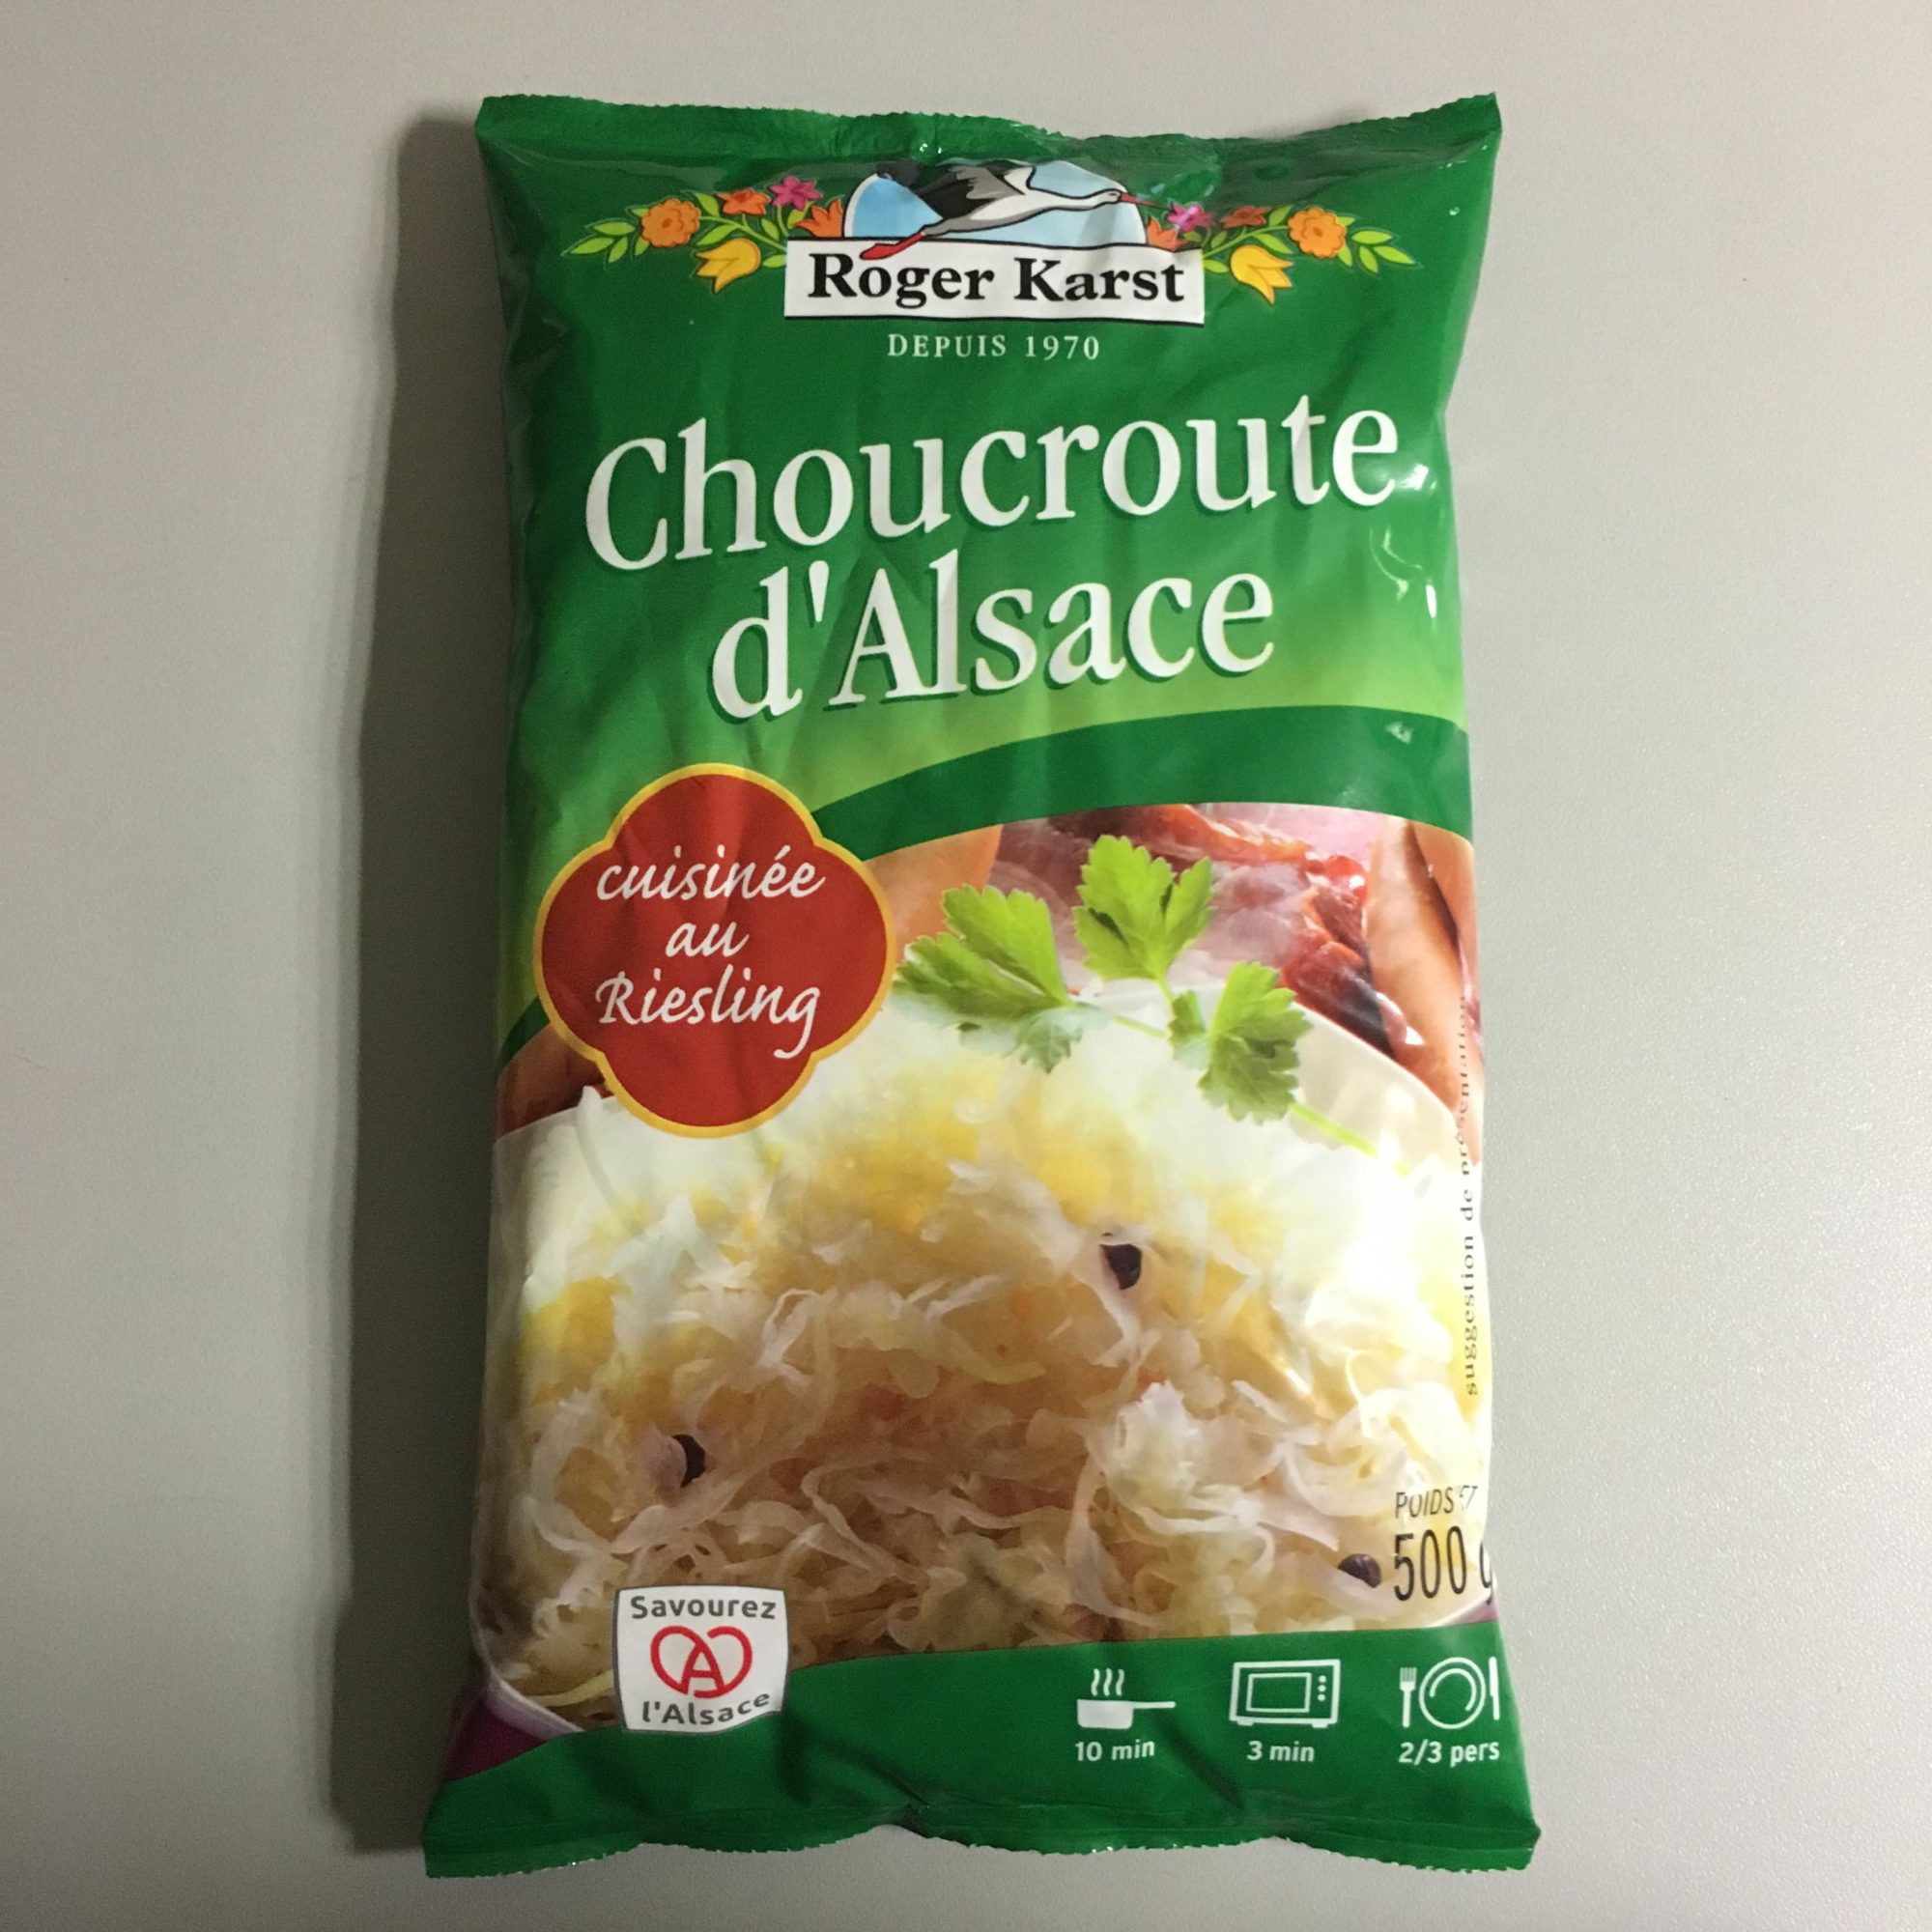 Roger Karst
DEPUIS 1970
Choucroute
d'Alsace
cuisinée
au
Riesling
suggestion de présentation
POIDS
500 g
Savourez
A
l'Alsace
10 min
3 min
2/3 pers